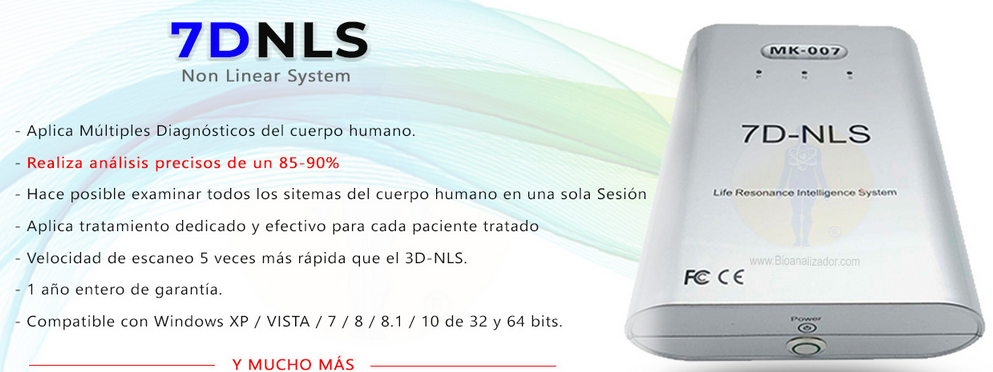 7DNLS
Non Linear System
- Aplica Múltiples Diagnósticos del cuerpo humano.
- Realiza análisis precisos de un 85-90%
- Hace posible examinar todos los sitemas del cuerpo humano en una sola Sesión
- Aplica tratamiento dedicado y efectivo para cada paciente tratado
- Velocidad de escaneo 5 veces más rápida que el 3D-NLS.
- 1 año entero de garantía.
- Compatible con Windows XP / VISTA / 7 / 8 / 8.1 / 10 de 32 y 64 bits.
Y MUCHO MÁS
MK-007
7D-NLS
Life Resonance Intelligence System
®
www.Bioanalizador.com
FC CE
Power